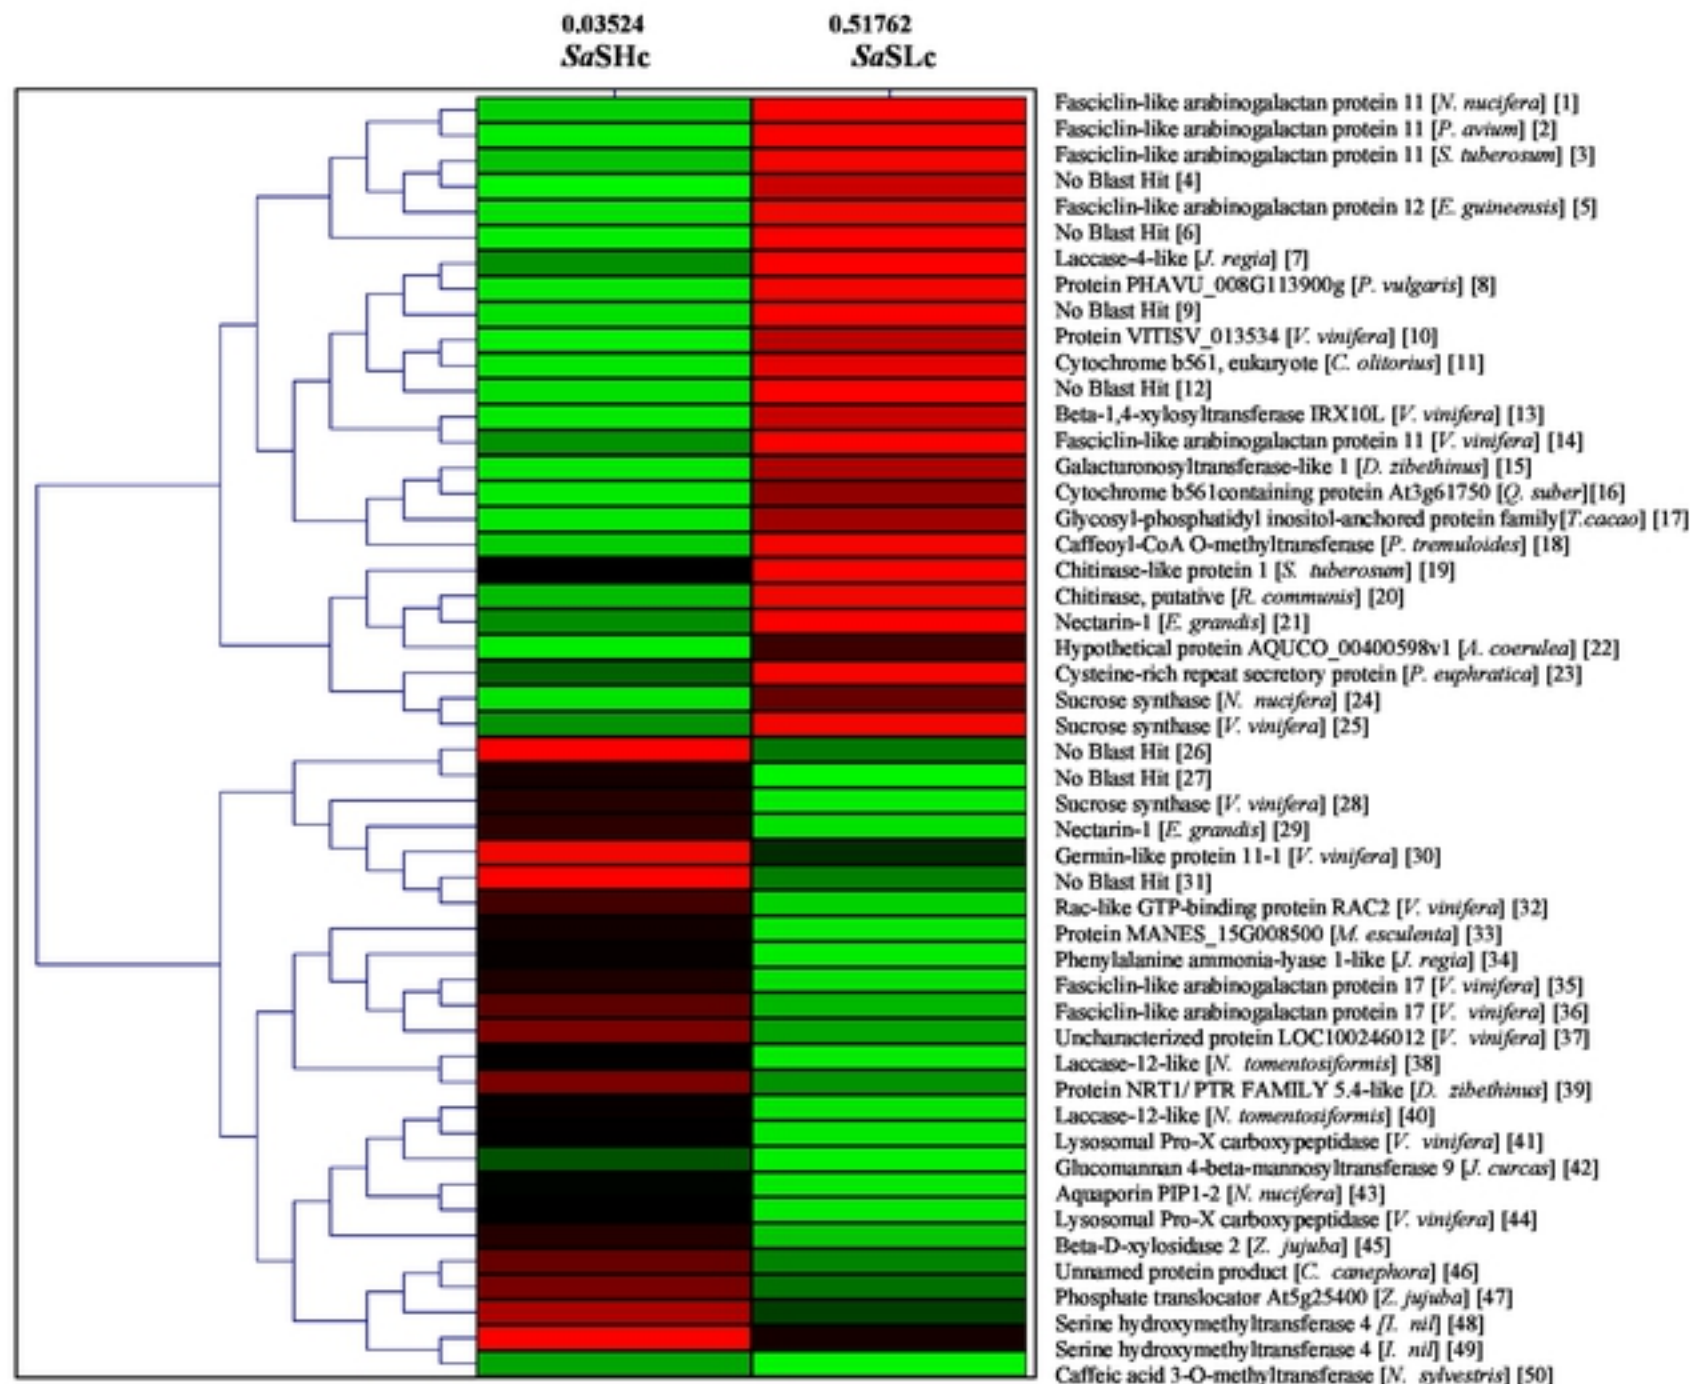 0.03524 0.51762
SaSHc SaSLc
Fasciclin-like arabinogalactan protein 11 [N. nucifera] [1]
Fasciclin-like arabinogalactan protein 11 [P. avium] [2]
Fasciclin-like arabinogalactan protein 11 [S. tuberosum] [3]
No Blast Hit [4]
Fasciclin-like arabinogalactan protein 12 [E. guineensis] [5]
No Blast Hit [6]
Laccase-4-like [J. regia] [7]
Protein PHAVU_008G113900g [P. vulgaris] [8]
No Blast Hit [9]
Protein VITISV_013534 [V. vinifera] [10]
Cytochrome b561, eukaryote [C. olitorius] [11]
No Blast Hit [12]
Beta-1,4-xylosyltransferase IRX10L [V. vinifera] [13]
Fasciclin-like arabinogalactan protein 11 [V. vinifera] [14]
Galacturonosyltransferase-like 1 [D. zibethinus] [15]
Cytochrome b561containing protein At3g61750 [Q. suber][16]
Glycosyl-phosphatidyl inositol-anchored protein family[T.cacao] [17]
Caffeoyl-CoA O-methyltransferase [P. tremuloides] [18]
Chitinase-like protein 1 [S. tuberosum] [19]
Chitinase, putative [R. communis] [20]
Nectarin-1 [E. grandis] [21]
Hypothetical protein AQUCO_00400598v1 [A. coerulea] [22]
Cysteine-rich repeat secretory protein [P. euphratica] [23]
Sucrose synthase [N. nucifera] [24]
Sucrose synthase [V. vinifera] [25]
No Blast Hit [26]
No Blast Hit [27]
Sucrose synthase [V. vinifera] [28]
Nectarin-1 [E. grandis] [29]
Germin-like protein 11-1 [V. vinifera] [30]
No Blast Hit [31]
Rac-like GTP-binding protein RAC2 [V. vinifera] [32]
Protein MANES_15G008500 [M. esculenta] [33]
Phenylalanine ammonia-lyase 1-like [J. regia] [34]
Fasciclin-like arabinogalactan protein 17 [V. vinifera] [35]
Fasciclin-like arabinogalactan protein 17 [V. vinifera] [36]
Uncharacterized protein LOC100246012 [V. vinifera] [37]
Laccase-12-like [N. tomentosiformis] [38]
Protein NRT1/ PTR FAMILY 5.4-like [D. zibethinus] [39]
Laccase-12-like [N. tomentosiformis] [40]
Lysosomal Pro-X carboxypeptidase [V. vinifera] [41]
Glucomannan 4-beta-mannosyltransferase 9 [J. curcas] [42]
Aquaporin PIP1-2 [N. nucifera] [43]
Lysosomal Pro-X carboxypeptidase [V. vinifera] [44]
Beta-D-xylosidase 2 [Z. jujuba] [45]
Unnamed protein product [C. canephora] [46]
Phosphate translocator At5g25400 [Z. jujuba] [47]
Serine hydroxymethyltransferase 4 [I. nil] [48]
Serine hydroxymethyltransferase 4 [I. nil] [49]
Caffeic acid 3-O-methyltransferase [N. sylvestris] [50]